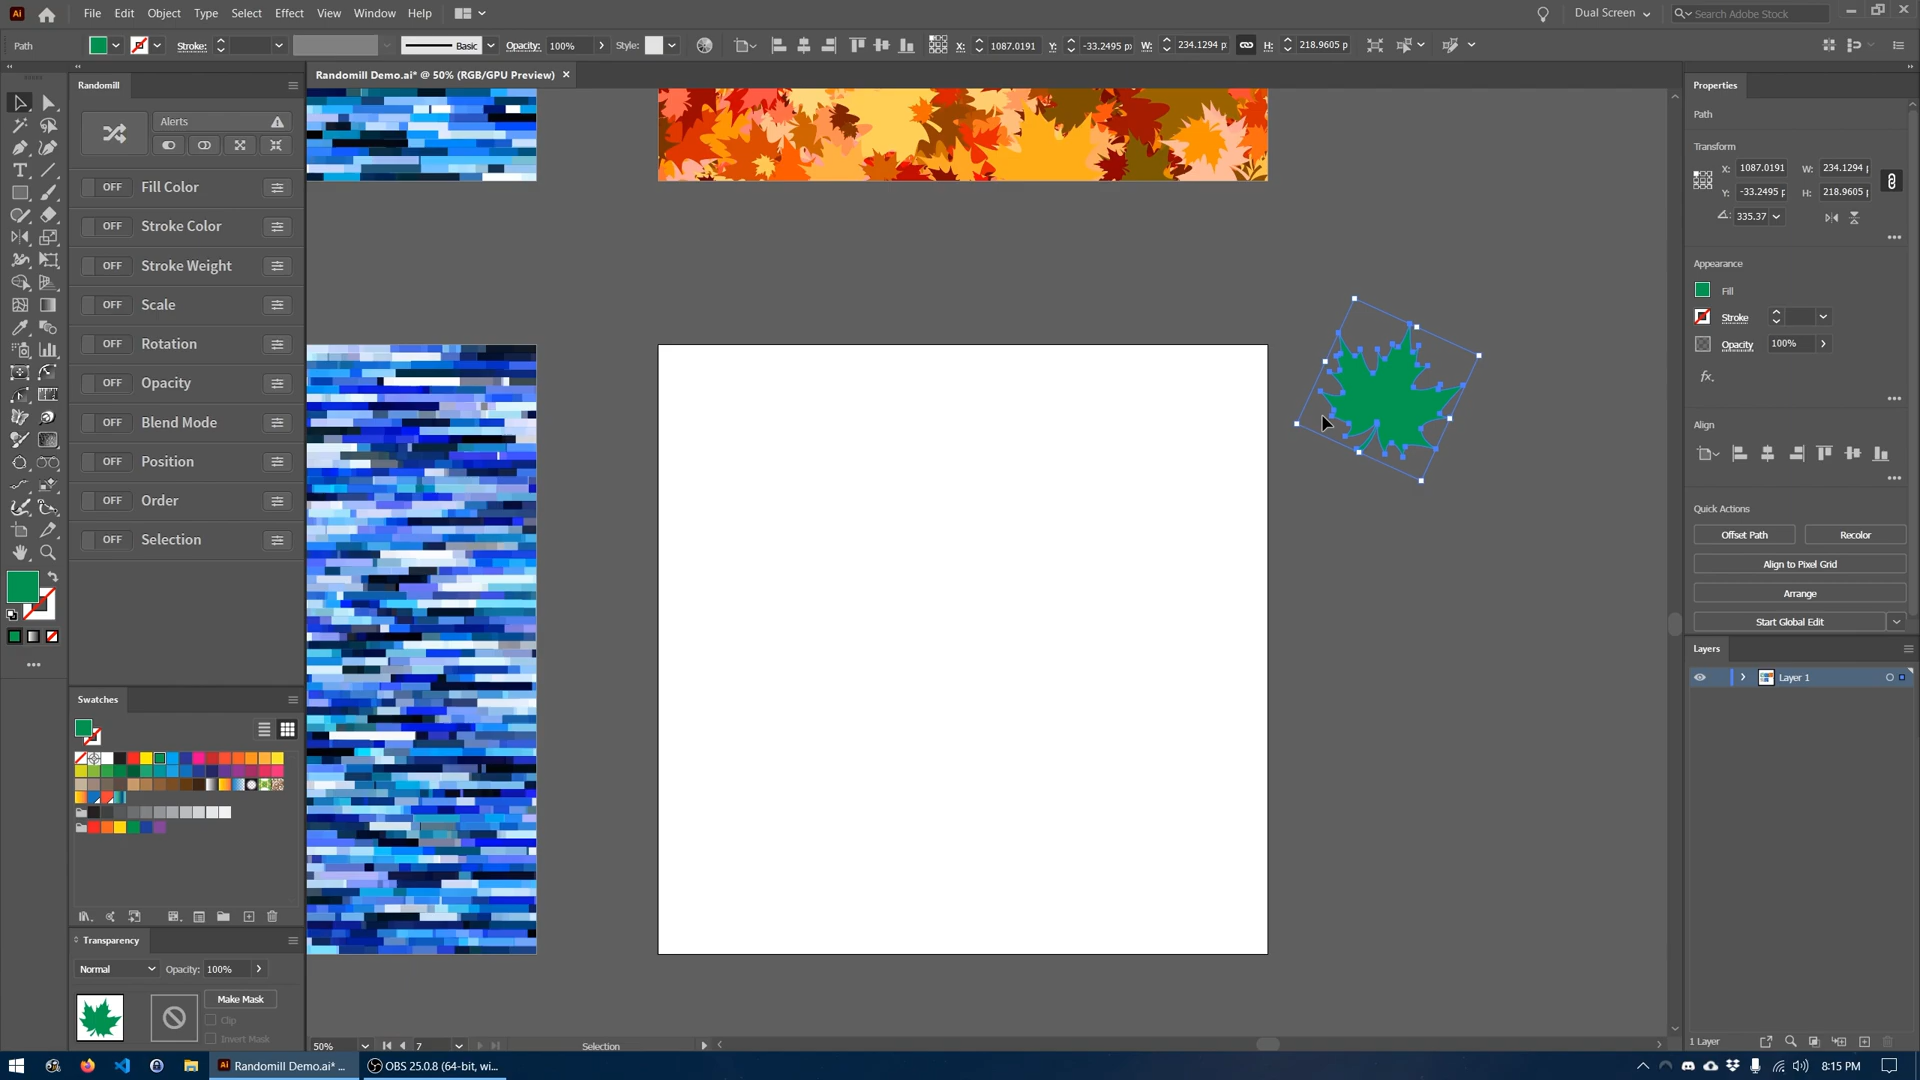 Ai File Edit Object Type Select Effect View Window Help Dual Screen Search Adobe Stock
Path Stroke: Basic Opacity: 100% Style: X: 1087.0191 Y: -33.2495 px W: 234.1294 p H: 218.9605 p
Randomill Demo.ai* @ 50% (RGB/GPU Preview)
Randomill
Alerts
OFF Fill Color
OFF Stroke Color
OFF Stroke Weight
OFF Scale
OFF Rotation
OFF Opacity
OFF Blend Mode
OFF Position
OFF Order
OFF Selection
Swatches
Transparency
Normal Opacity: 100%
Make Mask
Clip
Invert Mask
50% 7 Selection
Properties
Path
Transform
X: 1087.0191 W: 234.1294 p
Y: -33.2495 p H: 218.9605 p
335.37
Appearance
Fill
Stroke
Opacity 100%
fx.
Align
Quick Actions
Offset Path Recolor
Align to Pixel Grid
Arrange
Start Global Edit
Layers
Layer 1
1 Layer
Ai Randomill Demo.ai* ... OBS 25.0.8 (64-bit, wi... 8:15 PM